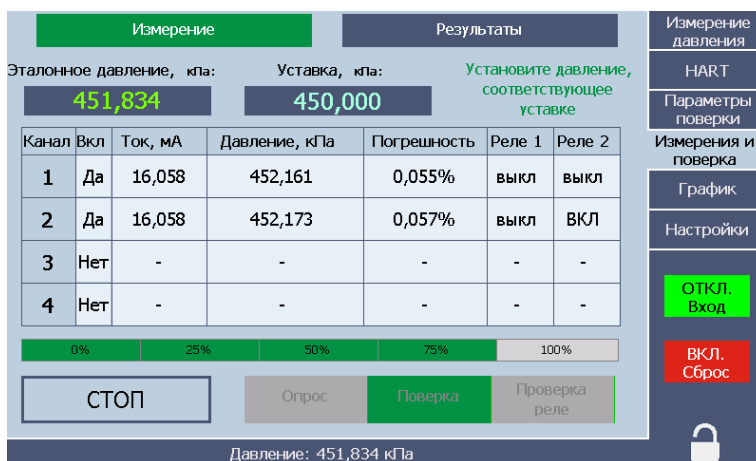 Измерение
Результаты
Эталонное давление, кПа:
Уставка, кПа:
Установите давление,
соответствующее
уставке
451,834
450,000
Канал Вкл Ток, мА Давление, кПа Погрешность Реле 1 Реле 2
1 Да 16,058 452,161 0,055% выкл выкл
2 Да 16,058 452,173 0,057% выкл ВКЛ
3 Нет - - - - -
4 Нет - - - - -
0% 25% 50% 75% 100%
СТОП
Опрос
Поверка
Проверка
реле
Давление: 451,834 кПа
Измерение
давления
HART
Параметры
поверки
Измерения и
поверка
График
Настройки
ОТКЛ.
Вход
ВКЛ.
Сброс